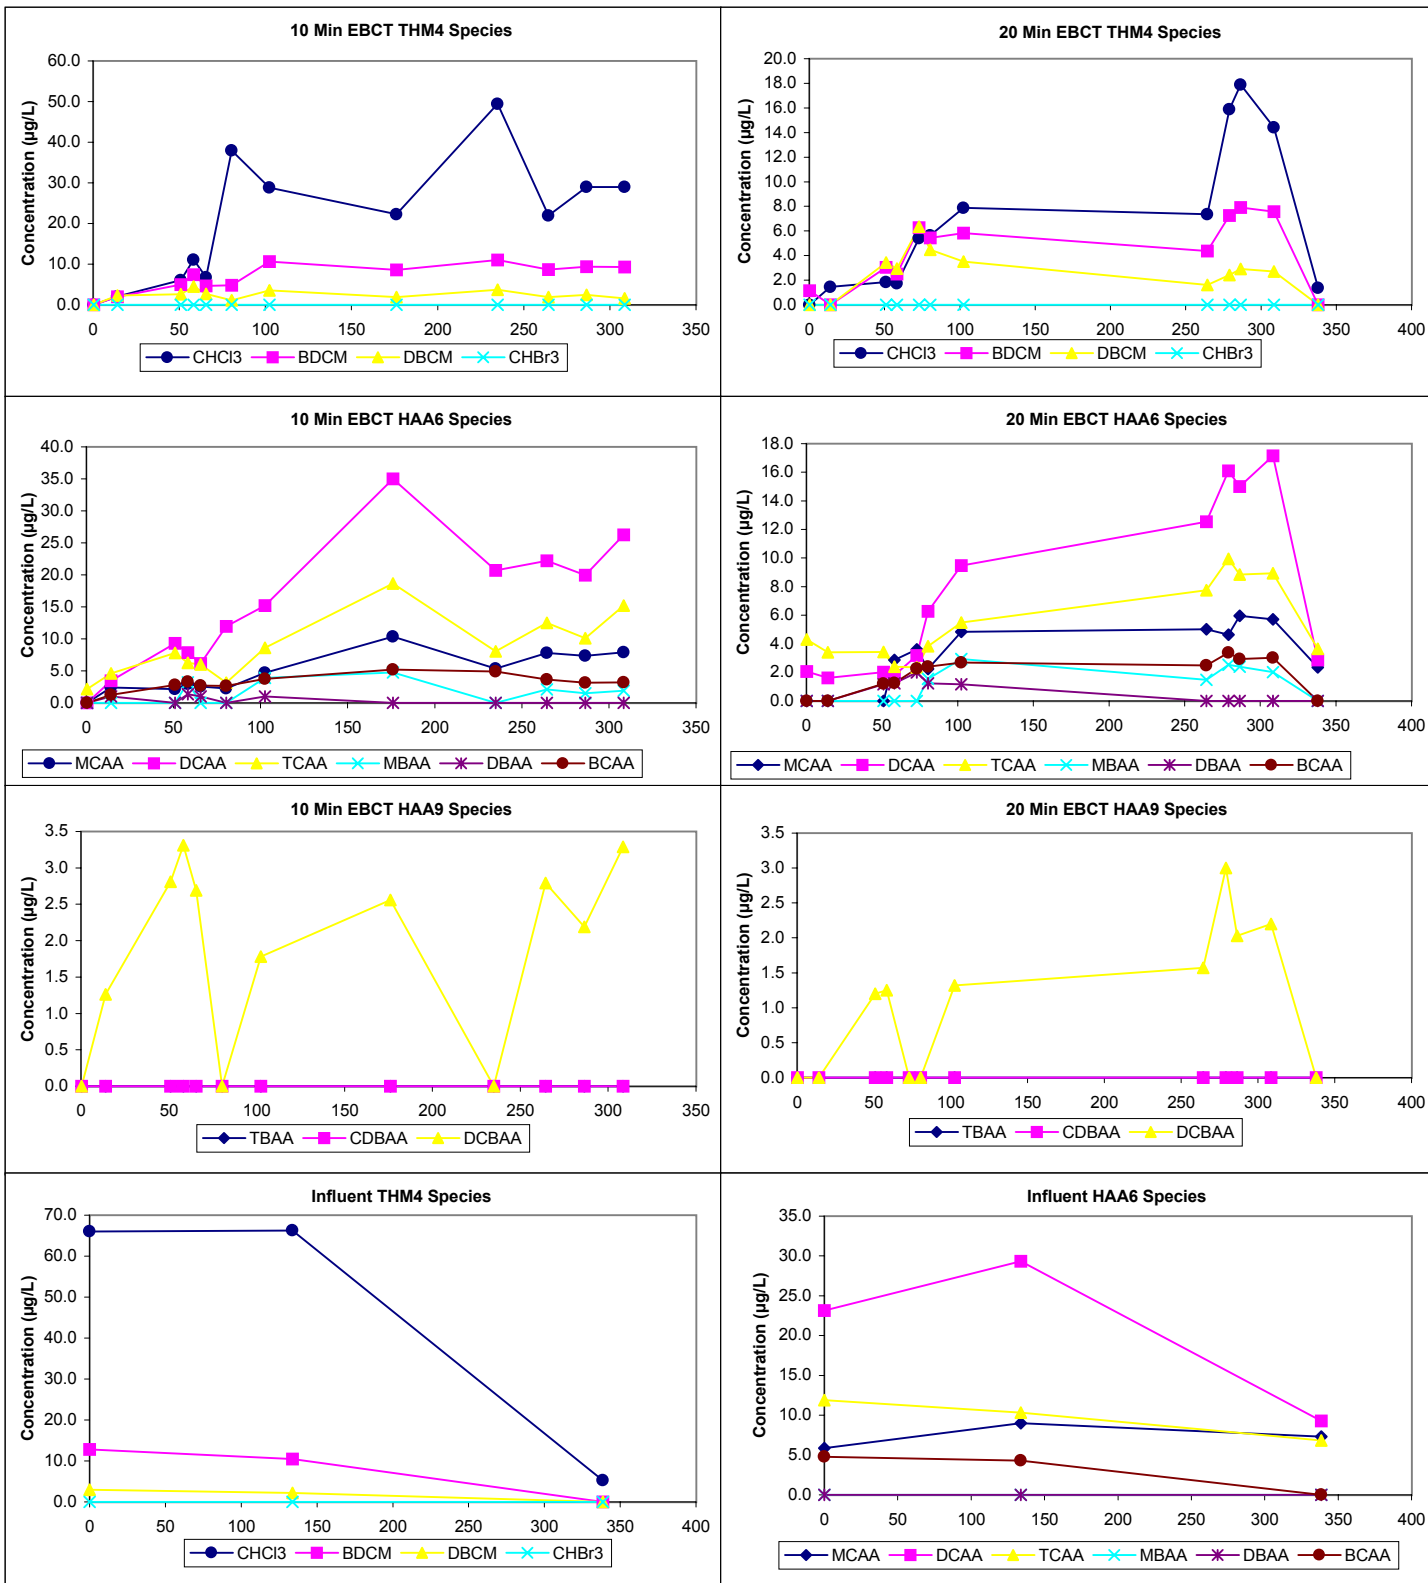 10 Min EBCT THM4 Species
Concentration (µg/L)
60.0
50.0
40.0
30.0
20.0
10.0
0.0
0 50 100 150 200 250 300 350
CHCl3 BDCM DBCM CHBr3
20 Min EBCT THM4 Species
Concentration (µg/L)
20.0
18.0
16.0
14.0
12.0
10.0
8.0
6.0
4.0
2.0
0.0
0 50 100 150 200 250 300 350 400
CHCl3 BDCM DBCM CHBr3
10 Min EBCT HAA6 Species
Concentration (µg/L)
40.0
35.0
30.0
25.0
20.0
15.0
10.0
5.0
0.0
0 50 100 150 200 250 300 350
MCAA DCAA TCAA MBAA DBAA BCAA
20 Min EBCT HAA6 Species
Concentration (µg/L)
18.0
16.0
14.0
12.0
10.0
8.0
6.0
4.0
2.0
0.0
0 50 100 150 200 250 300 350 400
MCAA DCAA TCAA MBAA DBAA BCAA
10 Min EBCT HAA9 Species
Concentration (µg/L)
3.5
3.0
2.5
2.0
1.5
1.0
0.5
0.0
0 50 100 150 200 250 300 350
TBAA CDBAA DCBAA
20 Min EBCT HAA9 Species
Concentration (µg/L)
3.5
3.0
2.5
2.0
1.5
1.0
0.5
0.0
0 50 100 150 200 250 300 350 400
TBAA CDBAA DCBAA
Influent THM4 Species
Concentration (µg/L)
70.0
60.0
50.0
40.0
30.0
20.0
10.0
0.0
0 50 100 150 200 250 300 350 400
CHCl3 BDCM DBCM CHBr3
Influent HAA6 Species
Concentration (µg/L)
35.0
30.0
25.0
20.0
15.0
10.0
5.0
0.0
0 50 100 150 200 250 300 350 400
MCAA DCAA TCAA MBAA DBAA BCAA